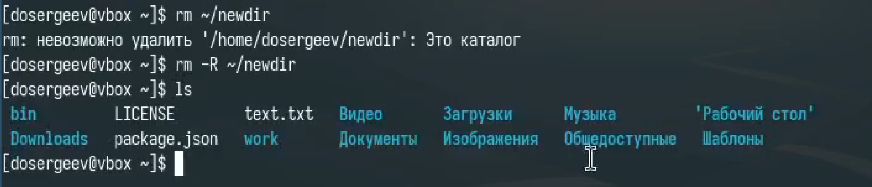 [dosergeev@vbox ~]$ rm ~/newdir
rm: невозможно удалить '/home/dosergeev/newdir': Это каталог
[dosergeev@vbox ~]$ rm -R ~/newdir
[dosergeev@vbox ~]$ ls
bin LICENSE text.txt Видео Загрузки Музыка 'Рабочий стол'
Downloads package.json work Документы Изображения Общедоступные Шаблоны
[dosergeev@vbox ~]$